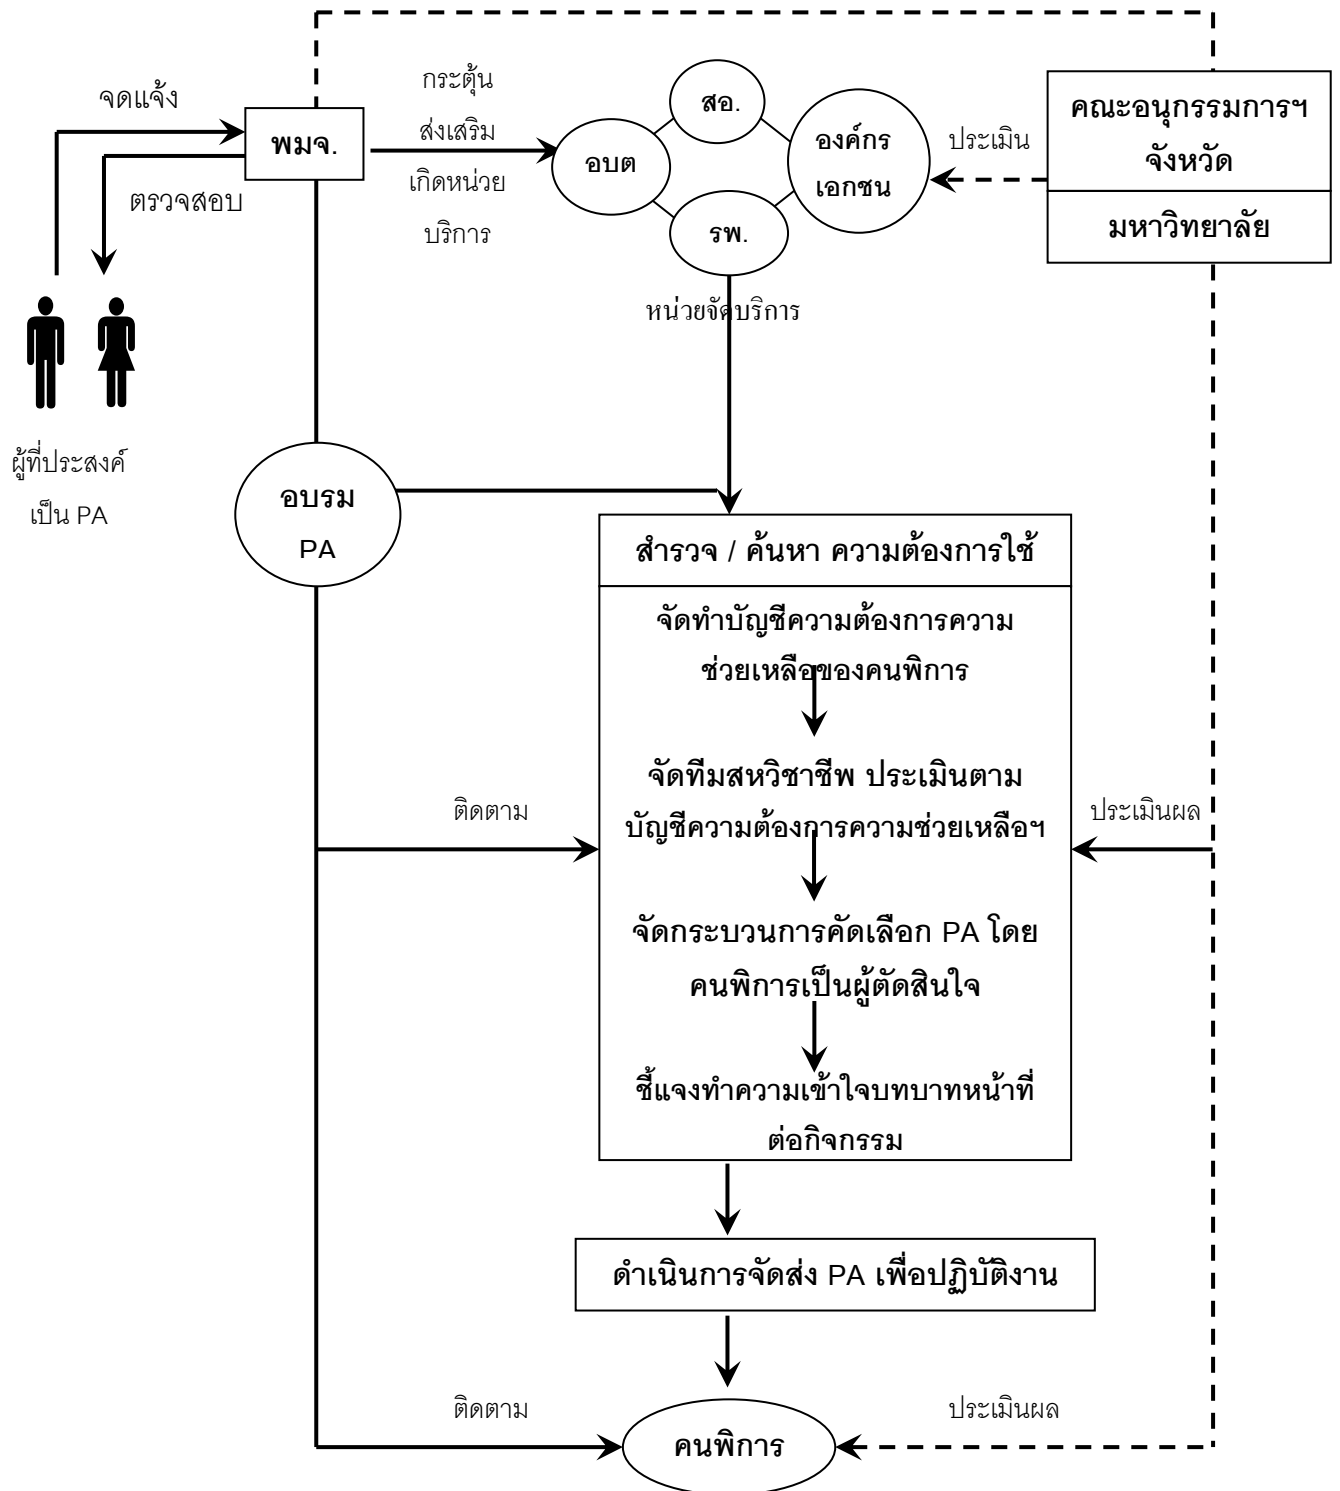 จดแจ้ง
ตรวจสอบ
พมจ.
กระตุ้น
ส่งเสริม
เกิดหน่วย
บริการ
สอ.
อบต
องค์กร
เอกชน
รพ.
ประเมิน
คณะอนุกรรมการฯ
จังหวัด
มหาวิทยาลัย
หน่วยจัดบริการ
ผู้ที่ประสงค์
เป็น PA
อบรม
PA
สำรวจ / ค้นหา ความต้องการใช้
จัดทำบัญชีความต้องการความ
ช่วยเหลือของคนพิการ
จัดทีมสหวิชาชีพ ประเมินตาม
บัญชีความต้องการความช่วยเหลือฯ
ติดตาม
ประเมินผล
จัดกระบวนการคัดเลือก PA โดย
คนพิการเป็นผู้ตัดสินใจ
ชี้แจงทำความเข้าใจบทบาทหน้าที่
ต่อกิจกรรม
ดำเนินการจัดส่ง PA เพื่อปฏิบัติงาน
ติดตาม
ประเมินผล
คนพิการ